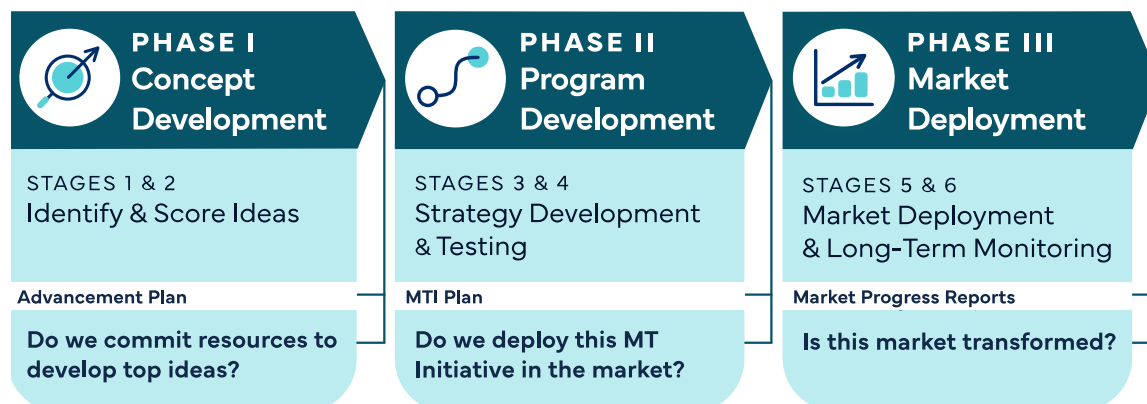 PHASE I
Concept
Development
STAGES 1 & 2
Identify & Score Ideas
Advancement Plan
Do we commit resources to
develop top ideas?
PHASE II
Program
Development
STAGES 3 & 4
Strategy Development
& Testing
MTI Plan
Do we deploy this MT
Initiative in the market?
PHASE III
Market
Deployment
STAGES 5 & 6
Market Deployment
& Long-Term Monitoring
Market Progress Reports
Is this market transformed?